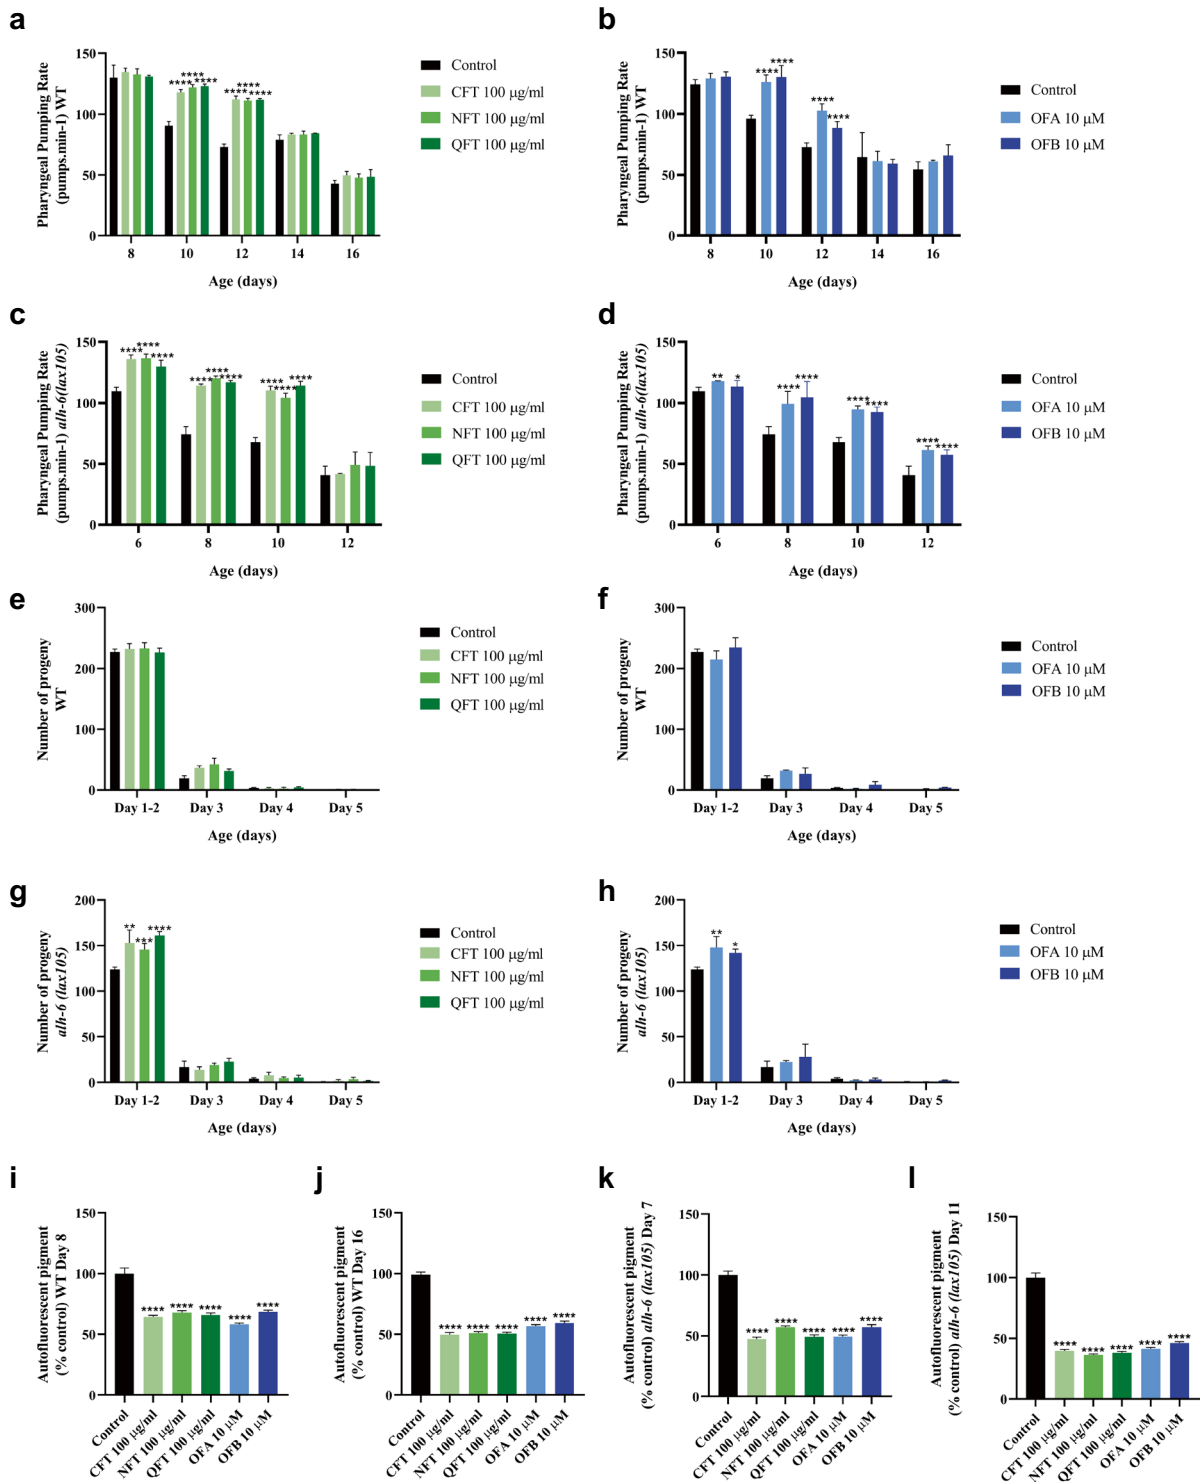 a
Pharyngeal Pumping Rate
(pumps.min-1) WT
150
100
50
0
**** **** ****
**** **** ****
8 10 12 14 16
Age (days)
Control
CFT 100 µg/ml
NFT 100 µg/ml
QFT 100 µg/ml
b
Pharyngeal Pumping Rate
(pumps.min-1) WT
150
100
50
0
**** ****
**** ****
8 10 12 14 16
Age (days)
Control
OFA 10 µM
OFB 10 µM
c
Pharyngeal Pumping Rate
(pumps.min-1) alh-6(lax105)
150
100
50
0
**** **** ****
**** **** ****
**** **** ****
6 8 10 12
Age (days)
Control
CFT 100 µg/ml
NFT 100 µg/ml
QFT 100 µg/ml
d
Pharyngeal Pumping Rate
(pumps.min-1) alh-6(lax105)
150
100
50
0
** *
**** ****
**** ****
**** ****
6 8 10 12
Age (days)
Control
OFA 10 µM
OFB 10 µM
e
Number of progeny
WT
300
200
100
0
Day 1-2 Day 3 Day 4 Day 5
Age (days)
Control
CFT 100 µg/ml
NFT 100 µg/ml
QFT 100 µg/ml
f
Number of progeny
WT
300
200
100
0
Day 1-2 Day 3 Day 4 Day 5
Age (days)
Control
OFA 10 µM
OFB 10 µM
g
Number of progeny
alh-6 (lax105)
200
150
100
50
0
** *** ****
Day 1-2 Day 3 Day 4 Day 5
Age (days)
Control
CFT 100 µg/ml
NFT 100 µg/ml
QFT 100 µg/ml
h
Number of progeny
alh-6 (lax105)
200
150
100
50
0
** *
Day 1-2 Day 3 Day 4 Day 5
Age (days)
Control
OFA 10 µM
OFB 10 µM
i
Autofluorescent pigment
(% control) WT Day 8
150
100
50
0
**** **** **** **** ****
Control
CFT 100 µg/ml
NFT 100 µg/ml
QFT 100 µg/ml
OFA 10 µM
OFB 10 µM
j
Autofluorescent pigment
(% control) WT Day 16
150
100
50
0
**** **** **** **** ****
Control
CFT 100 µg/ml
NFT 100 µg/ml
QFT 100 µg/ml
OFA 10 µM
OFB 10 µM
k
Autofluorescent pigment
(% control) alh-6 (lax105) Day 7
150
100
50
0
**** **** **** **** ****
Control
CFT 100 µg/ml
NFT 100 µg/ml
QFT 100 µg/ml
OFA 10 µM
OFB 10 µM
l
Autofluorescent pigment
(% control) alh-6 (lax105) Day 11
150
100
50
0
**** **** **** **** ****
Control
CFT 100 µg/ml
NFT 100 µg/ml
QFT 100 µg/ml
OFA 10 µM
OFB 10 µM